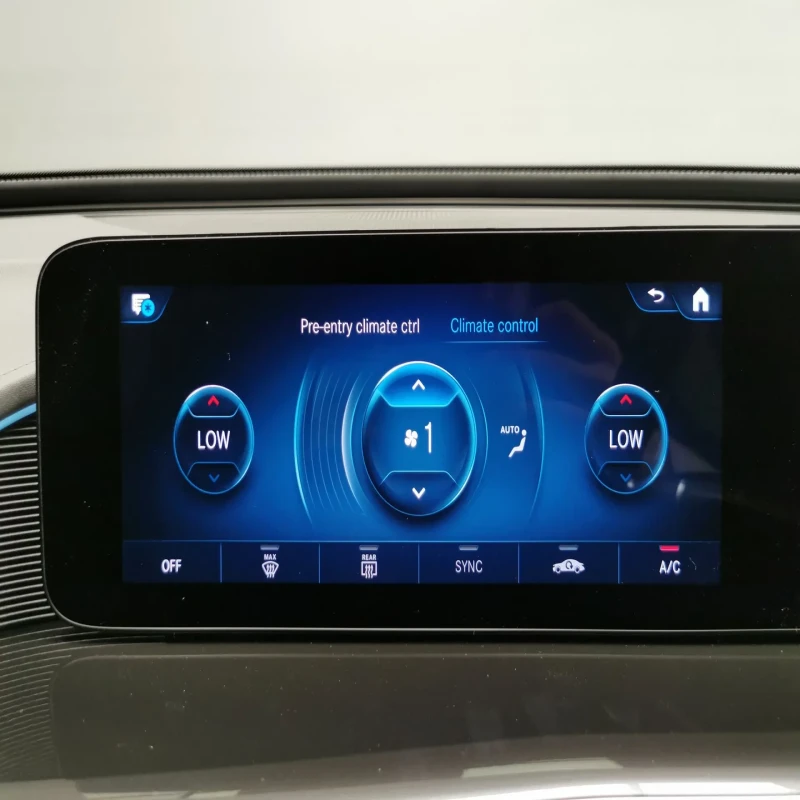 Pre-entry climate ctrl Climate control
LOW
1
AUTO
LOW
OFF
MAX
REAR
SYNC
A/C